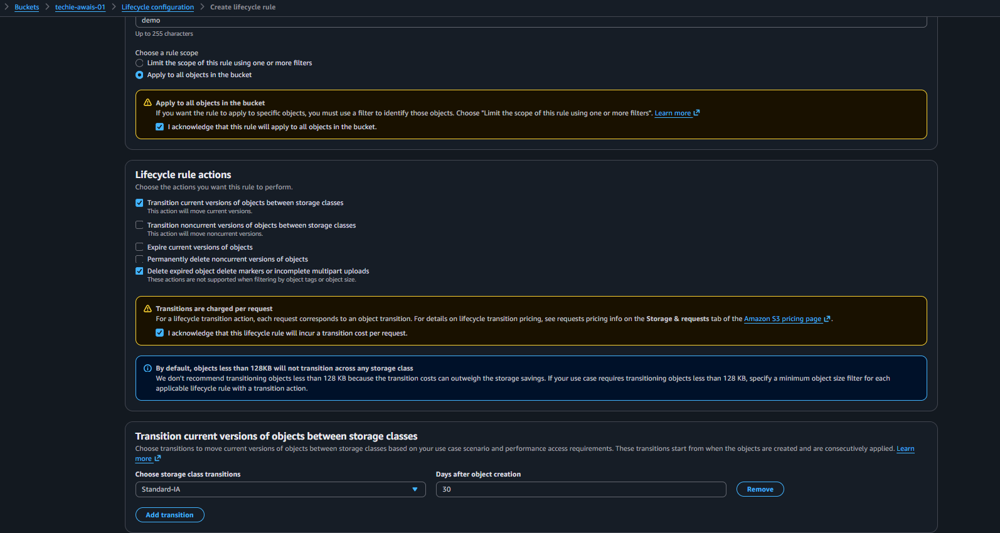 Buckets > techie-awais-01 > Lifecycle configuration > Create lifecycle rule
demo
Up to 255 characters
Choose a rule scope
Limit the scope of this rule using one or more filters
Apply to all objects in the bucket
Apply to all objects in the bucket
If you want the rule to apply to specific objects, you must use a filter to identify those objects. Choose "Limit the scope of this rule using one or more filters". Learn more
I acknowledge that this rule will apply to all objects in the bucket.
Lifecycle rule actions
Choose the actions you want this rule to perform.
Transition current versions of objects between storage classes
This action will move current versions.
Transition noncurrent versions of objects between storage classes
This action will move noncurrent versions.
Expire current versions of objects
Permanently delete noncurrent versions of objects
Delete expired object delete markers or incomplete multipart uploads
These actions are not supported when filtering by object tags or object size.
Transitions are charged per request
For a lifecycle transition action, each request corresponds to an object transition. For details on lifecycle transition pricing, see requests pricing info on the Storage & requests tab of the Amazon S3 pricing page.
I acknowledge that this lifecycle rule will incur a transition cost per request.
By default, objects less than 128KB will not transition across any storage class
We don't recommend transitioning objects less than 128 KB because the transition costs can outweigh the storage savings. If your use case requires transitioning objects less than 128 KB, specify a minimum object size filter for each
applicable lifecycle rule with a transition action.
Transition current versions of objects between storage classes
Choose transitions to move current versions of objects between storage classes based on your use case scenario and performance access requirements. These transitions start from when the objects are created and are consecutively applied. Learn
more
Choose storage class transitions
Days after object creation
Standard-IA
30
Remove
Add transition